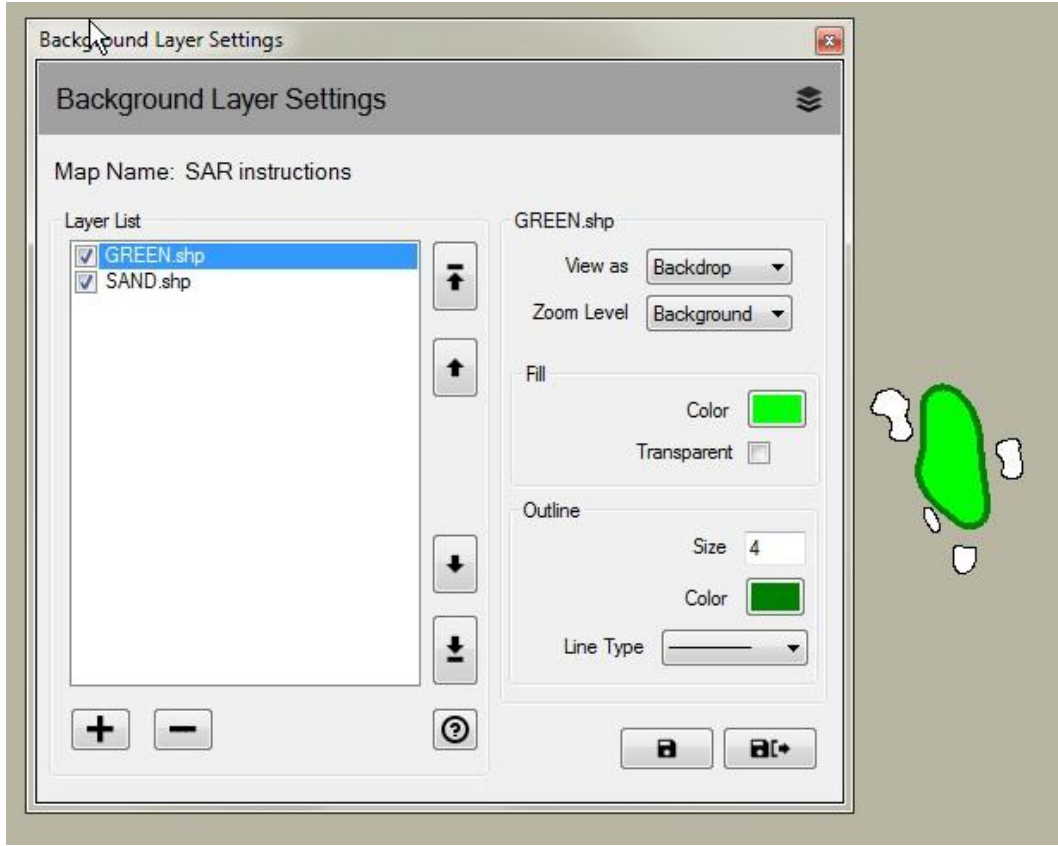 Background Layer Settings
Background Layer Settings
Map Name: SAR instructions
Layer List
GREEN.shp
SAND.shp
GREEN.shp
View as Backdrop
Zoom Level Background
Fill
Color
Transparent
Outline
Size 4
Color
Line Type